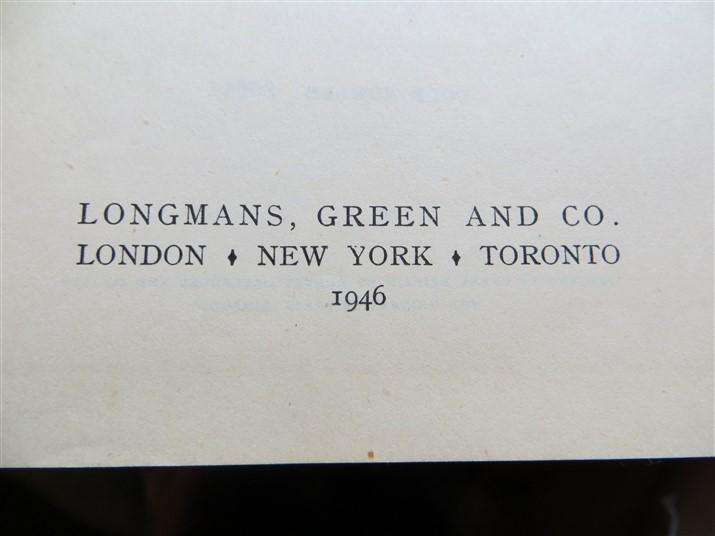 LONGMANS, GREEN AND CO.
LONDON ♦ NEW YORK ♦ TORONTO
1946